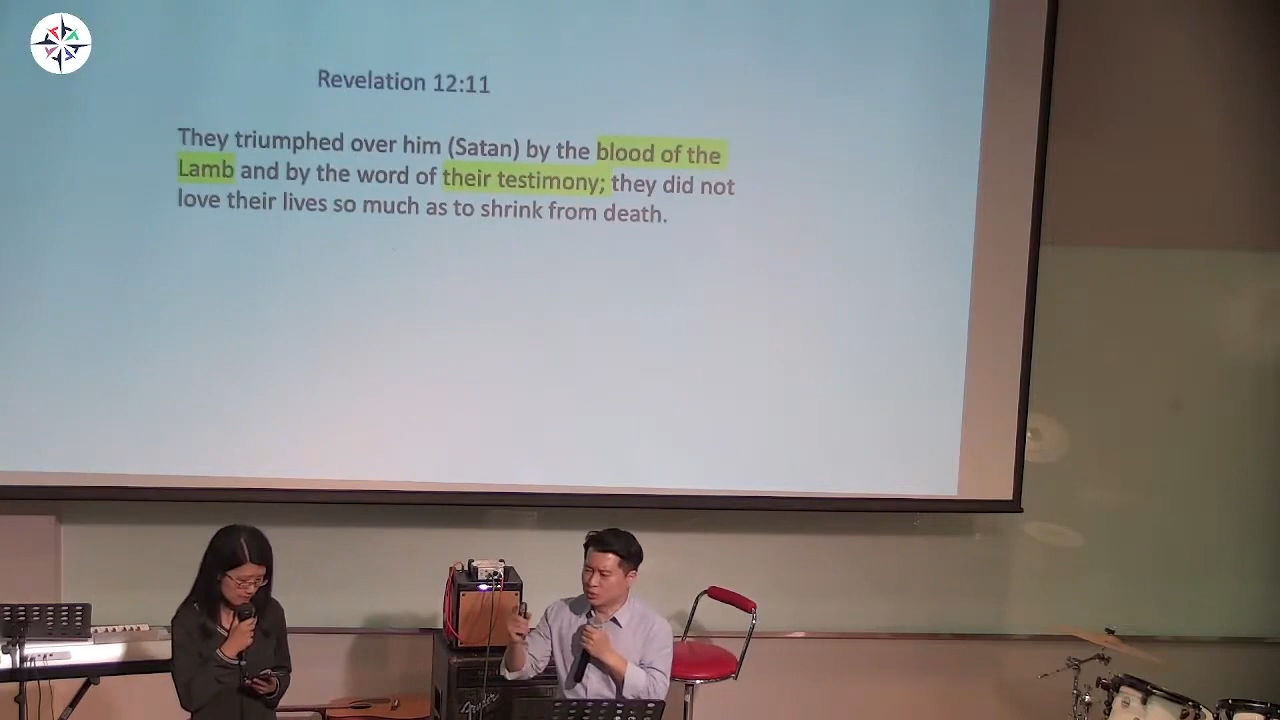 Revelation 12:11
They triumphed over him (Satan) by the blood of the
Lamb and by the word of their testimony; they did not
love their lives so much as to shrink from death.